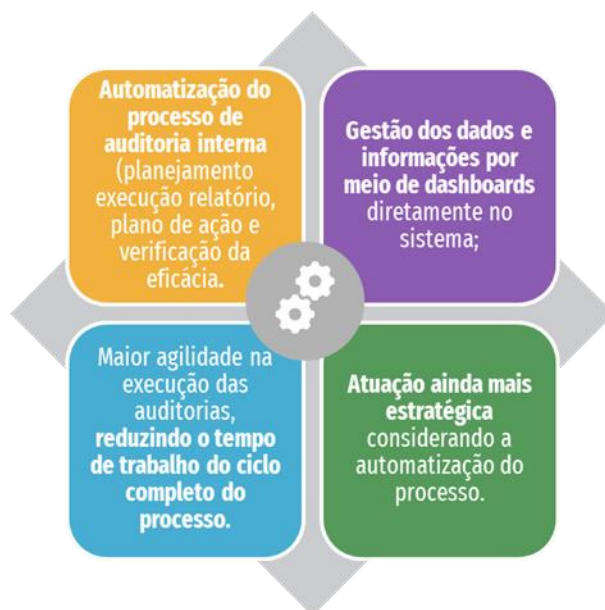 Automatização do
processo de
auditoria interna
(planejamento
execução relatório,
plano de ação e
verificação da
eficácia.
Gestão dos dados e
informações por
meio de dashboards
diretamente no
sistema;
Maior agilidade na
execução das
auditorias,
reduzindo o tempo
de trabalho do ciclo
completo do
processo.
Atuação ainda mais
estratégica
considerando a
automatização do
processo.